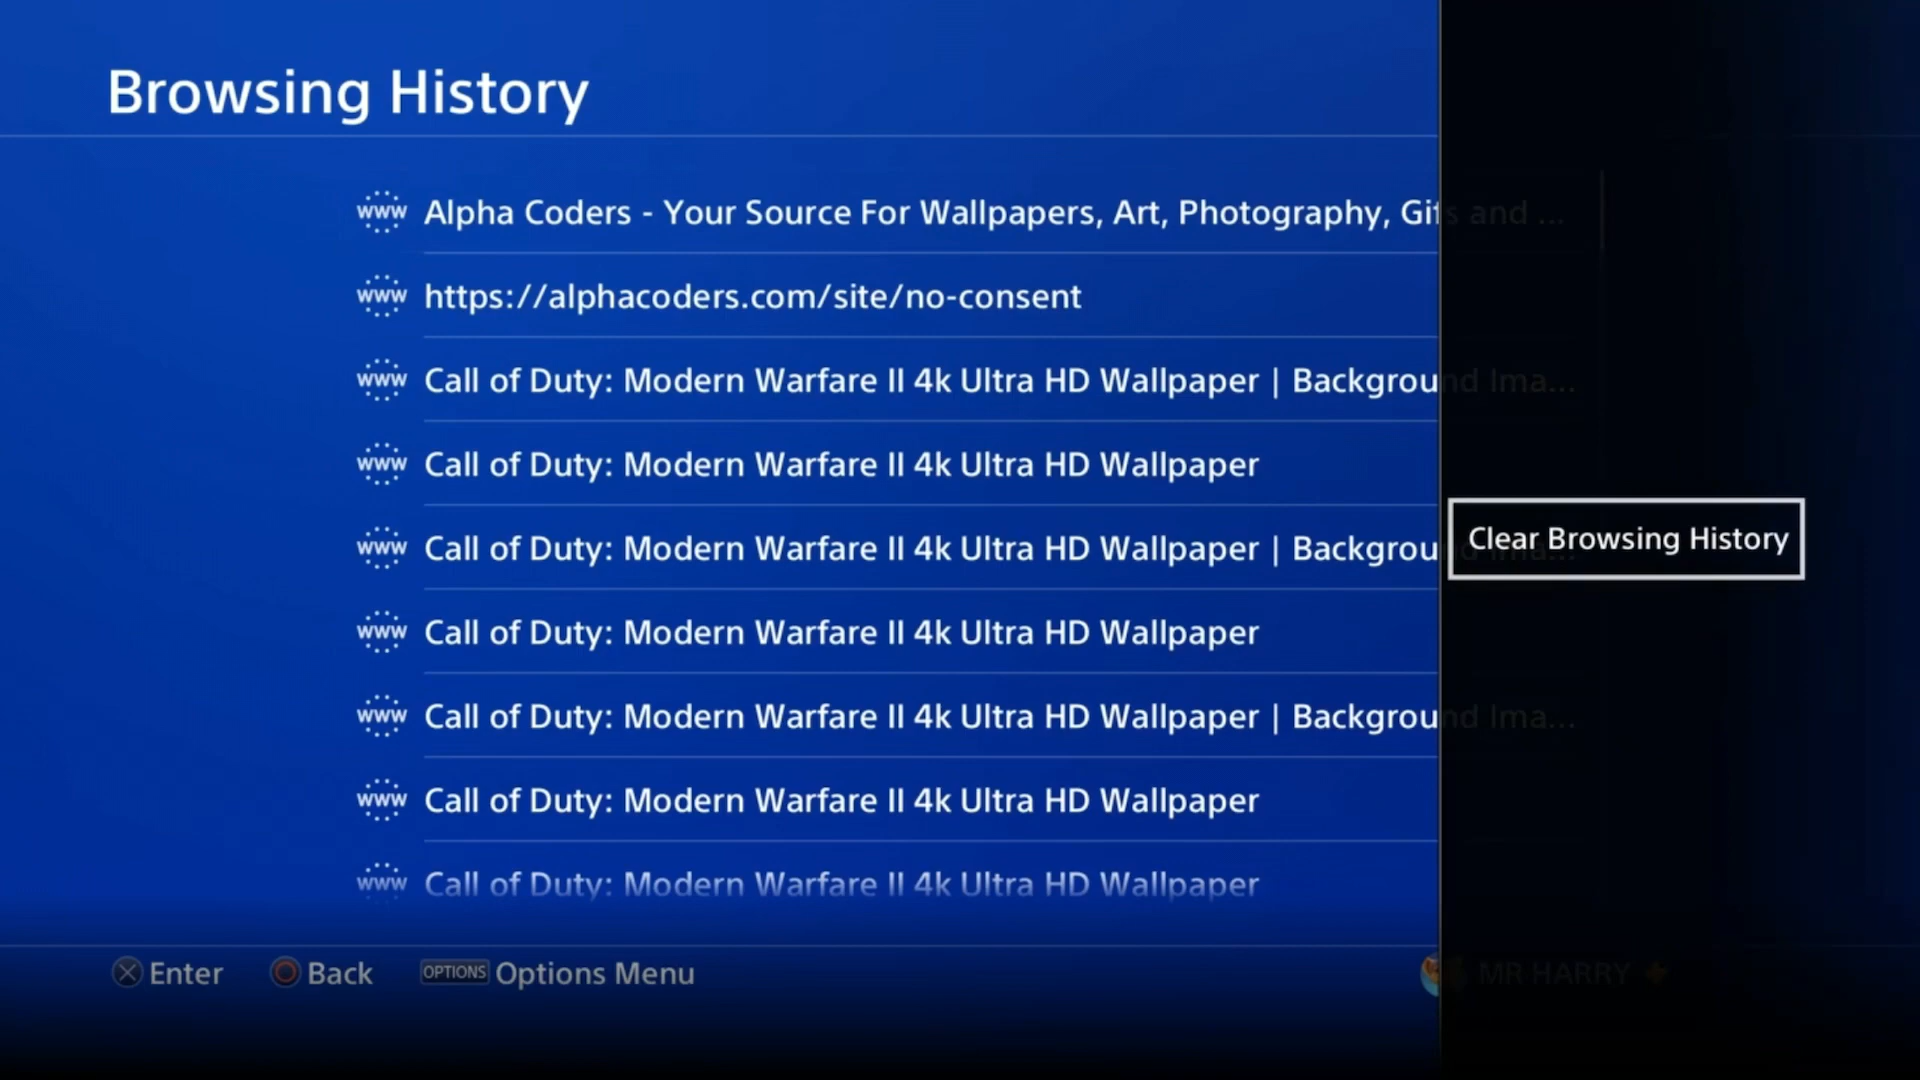 Browsing History
www Alpha Coders - Your Source For Wallpapers, Art, Photography, Gifs and ...
www https://alphacoders.com/site/no-consent
www Call of Duty: Modern Warfare II 4k Ultra HD Wallpaper | Background Ima...
www Call of Duty: Modern Warfare II 4k Ultra HD Wallpaper
www Call of Duty: Modern Warfare II 4k Ultra HD Wallpaper | Background Ima...
Clear Browsing History
www Call of Duty: Modern Warfare II 4k Ultra HD Wallpaper
www Call of Duty: Modern Warfare II 4k Ultra HD Wallpaper | Background Ima...
www Call of Duty: Modern Warfare II 4k Ultra HD Wallpaper
www Call of Duty: Modern Warfare II 4k Ultra HD Wallpaper
Enter Back OPTIONS Options Menu MR HARRY